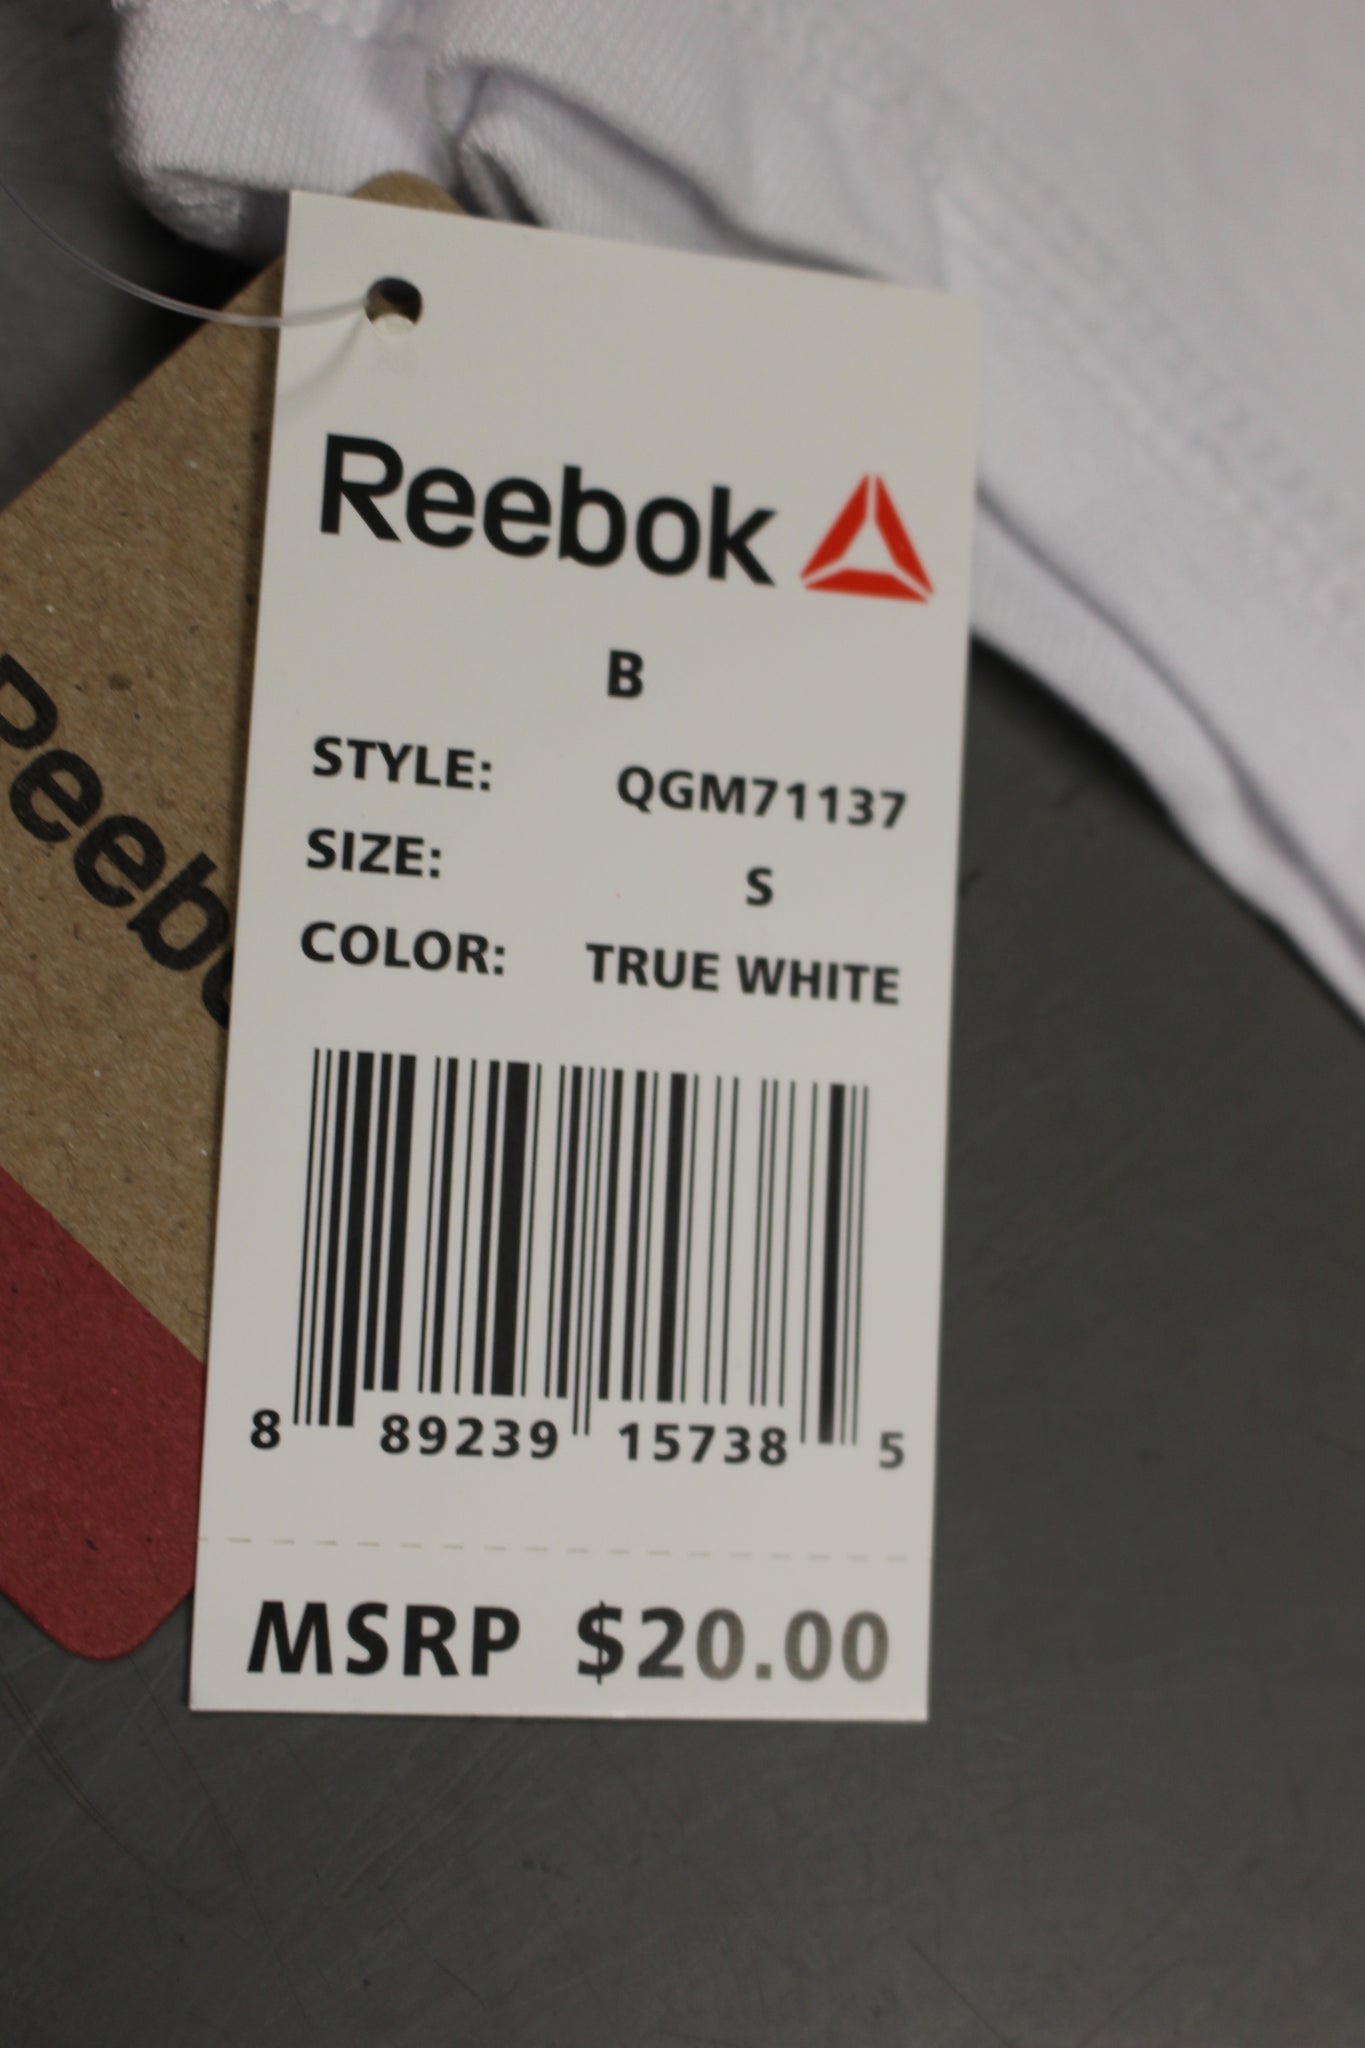 Reebok
B
STYLE: QGM71137
SIZE: S
COLOR: TRUE WHITE
8 89239 15738 5
MSRP $20.00
Reebo